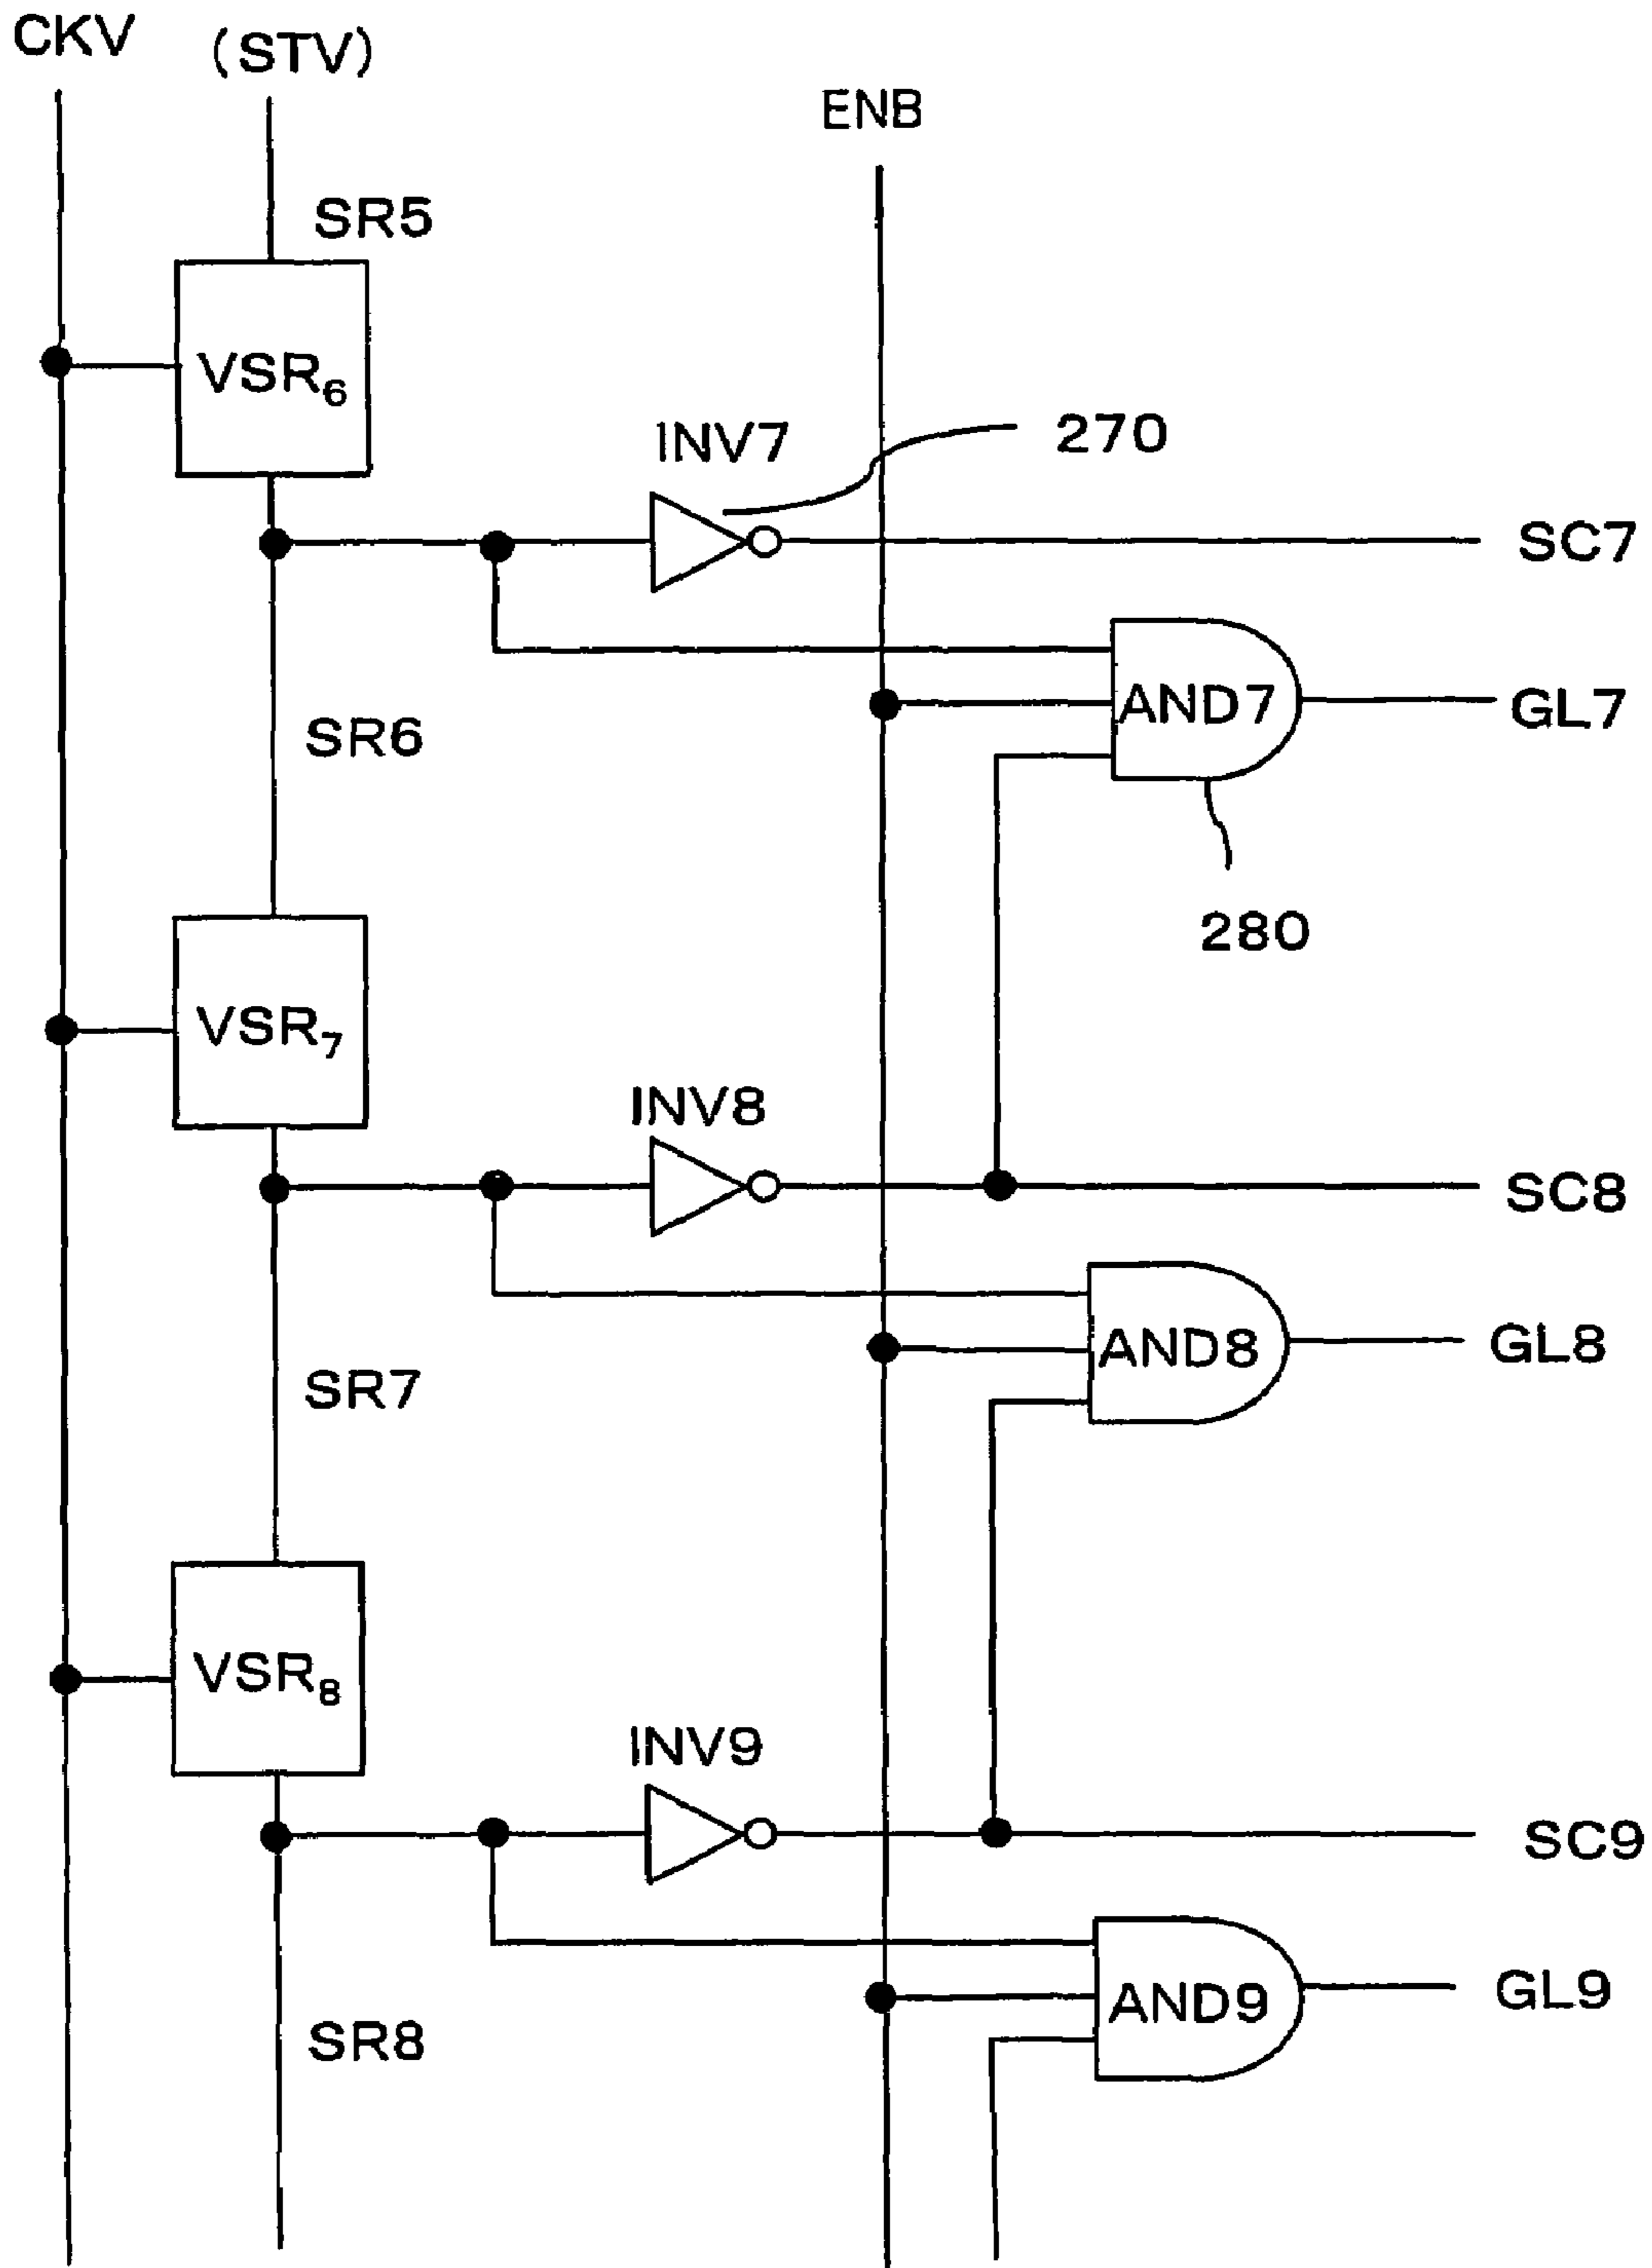 CKV
(STV)
ENB
SR5
VSR6
INV7
270
SC7
AND7
GL7
SR6
280
VSR7
INV8
SC8
AND8
GL8
SR7
VSR8
INV9
SC9
AND9
GL9
SR8